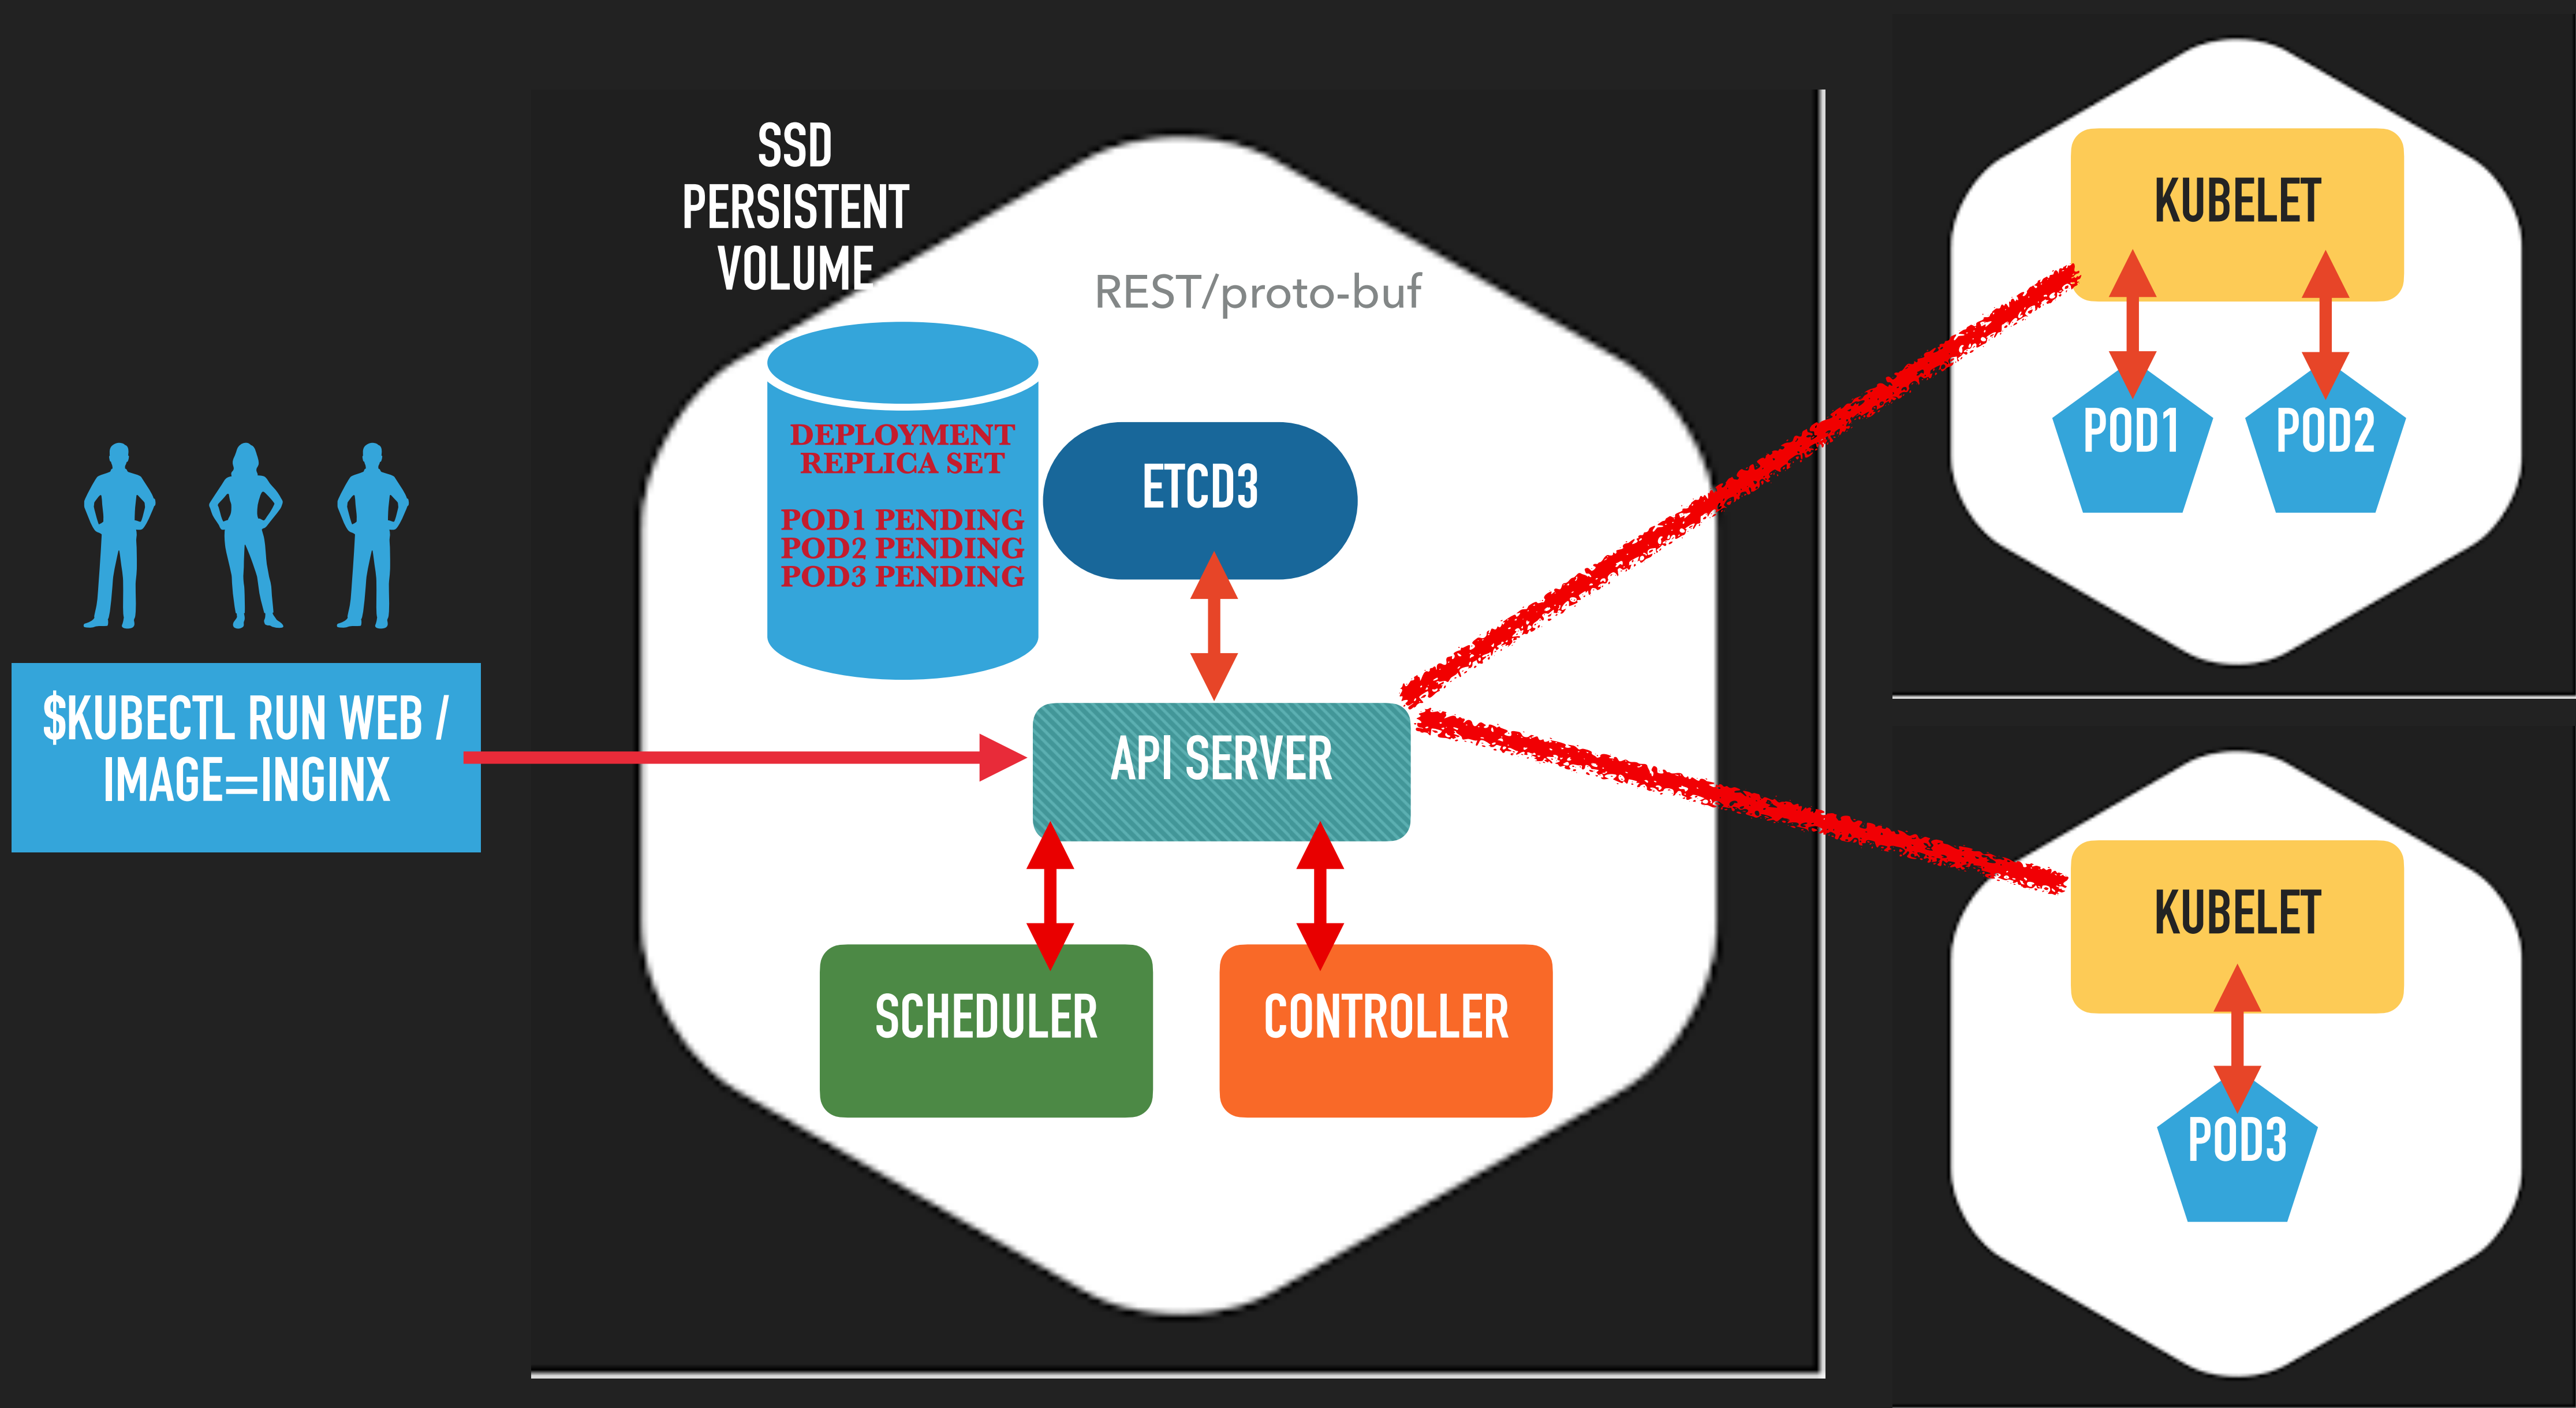 SSD
PERSISTENT
VOLUME
REST/proto-buf
DEPLOYMENT
REPLICA SET
POD1 PENDING
POD2 PENDING
POD3 PENDING
ETCD3
$KUBECTL RUN WEB /
IMAGE=INGINX
API SERVER
SCHEDULER
CONTROLLER
KUBELET
POD1
POD2
KUBELET
POD3